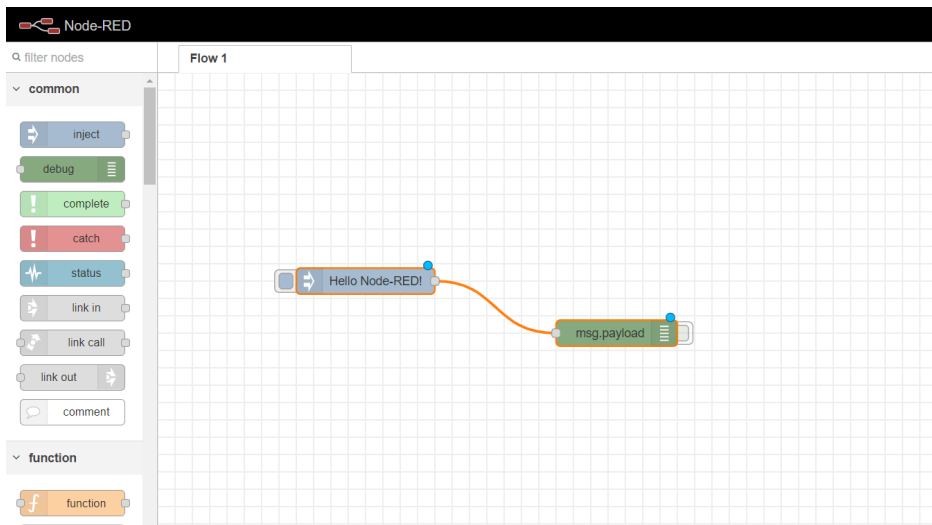 Node-RED
filter nodes
Flow 1
common
inject
debug
complete
catch
status
link in
link call
link out
comment
function
function
Hello Node-RED!
msg.payload